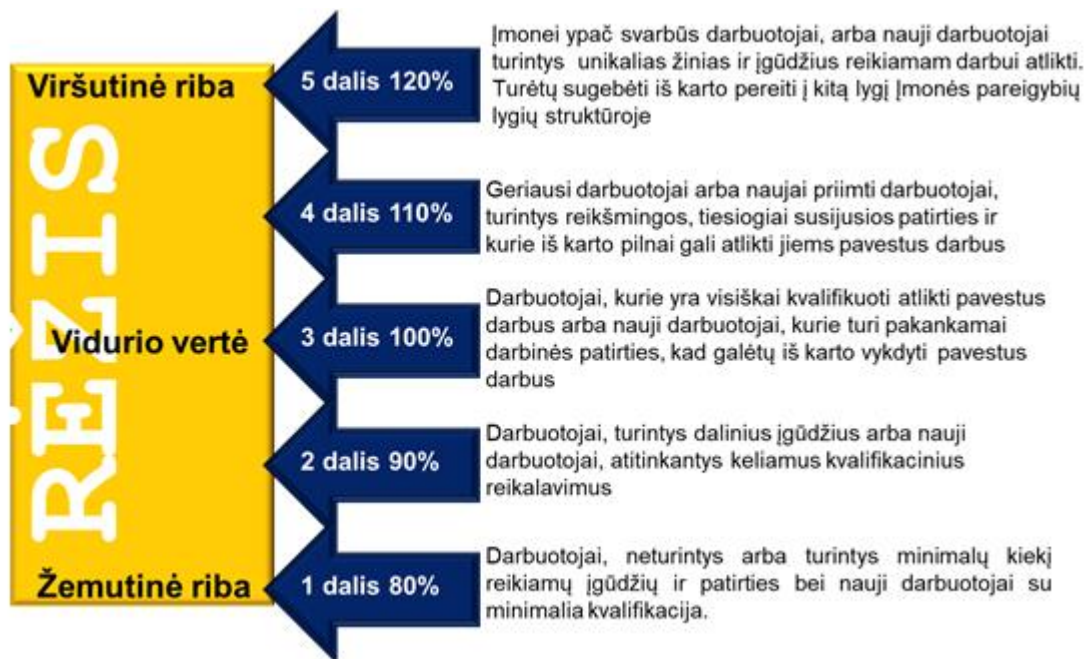 RĖŽIS
Viršutinė riba
5 dalis 120%
Įmonei ypač svarbūs darbuotojai, arba nauji darbuotojai
turintys unikalias žinias ir įgūdžius reikiamam darbui atlikti.
Turėtų sugebėti iš karto pereiti į kitą lygį Įmonės pareigybių
lygių struktūroje
4 dalis 110%
Geriausi darbuotojai arba naujai priimti darbuotojai,
turintys reikšmingos, tiesiogiai susijusios patirties ir
kurie iš karto pilnai gali atlikti jiems pavestus darbus
Vidurio vertė
3 dalis 100%
Darbuotojai, kurie yra visiškai kvalifikuoti atlikti pavestus
darbus arba nauji darbuotojai, kurie turi pakankamai
darbinės patirties, kad galėtų iš karto vykdyti pavestus
darbus
2 dalis 90%
Darbuotojai, turintys dalinius įgūdžius arba nauji
darbuotojai, atitinkantys keliamus kvalifikacinius
reikalavimus
Žemutinė riba
1 dalis 80%
Darbuotojai, neturintys arba turintys minimalų kiekį
reikiamų įgūdžių ir patirties bei nauji darbuotojai su
minimalia kvalifikacija.